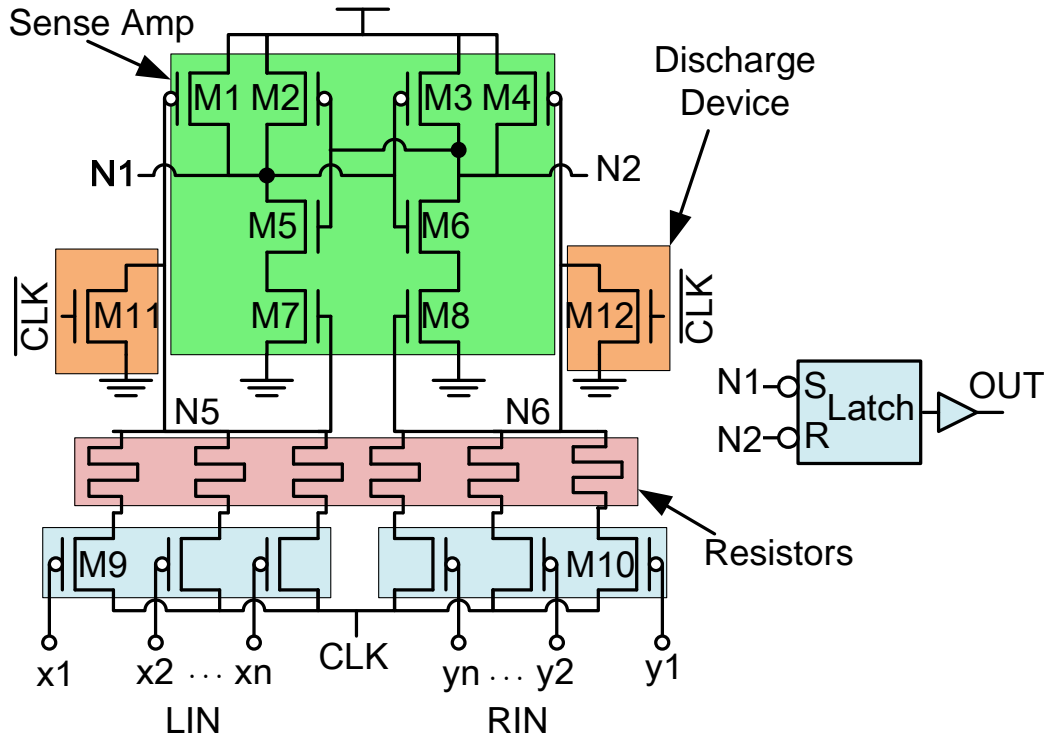 Sense Amp
Discharge
Device
M1
M2
M3
M4
N1
N2
M5
M6
CLK
M11
M7
M8
M12
CLK
N5
N6
N1
S
Latch
OUT
N2
R
M9
M10
Resistors
x1
x2 ... xn
CLK
yn ... y2
y1
LIN
RIN